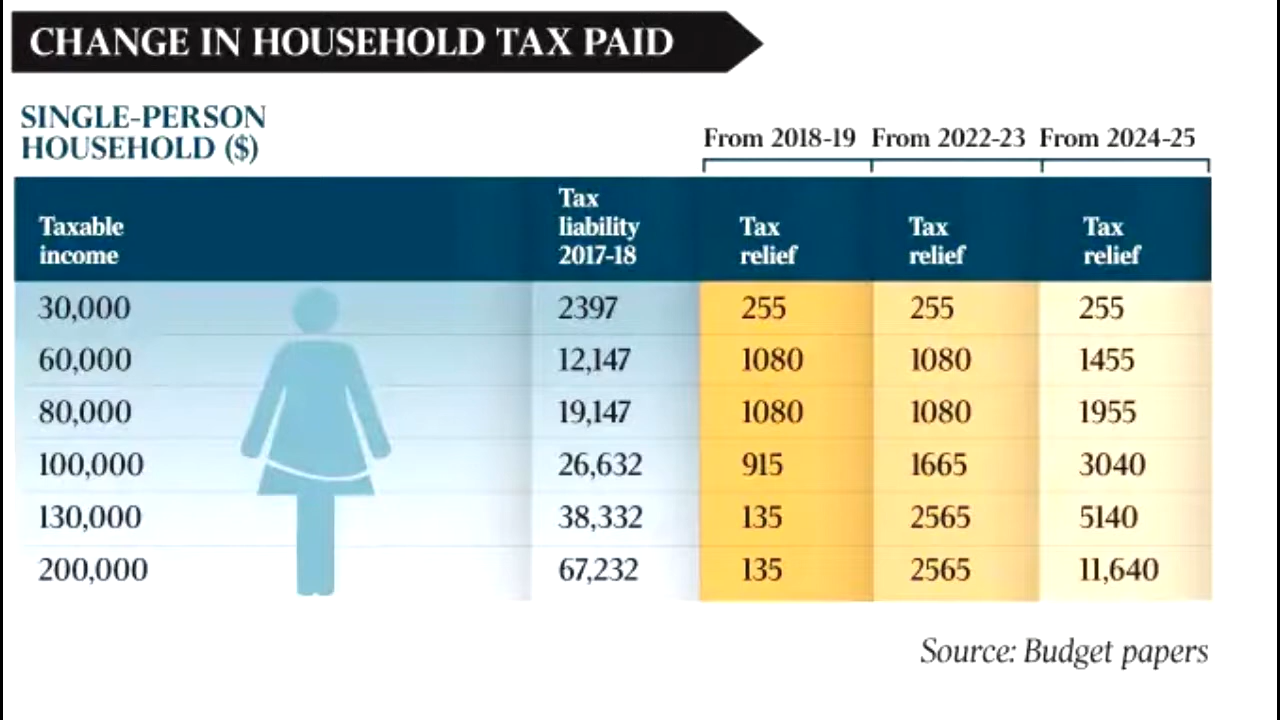 CHANGE IN HOUSEHOLD TAX PAID
SINGLE-PERSON
HOUSEHOLD ($)
From 2018-19 From 2022-23 From 2024-25
Taxable
income
Tax
liability
2017-18
Tax
relief
Tax
relief
Tax
relief
30,000 2397 255 255 255
60,000 12,147 1080 1080 1455
80,000 19,147 1080 1080 1955
100,000 26,632 915 1665 3040
130,000 38,332 135 2565 5140
200,000 67,232 135 2565 11,640
Source: Budget papers